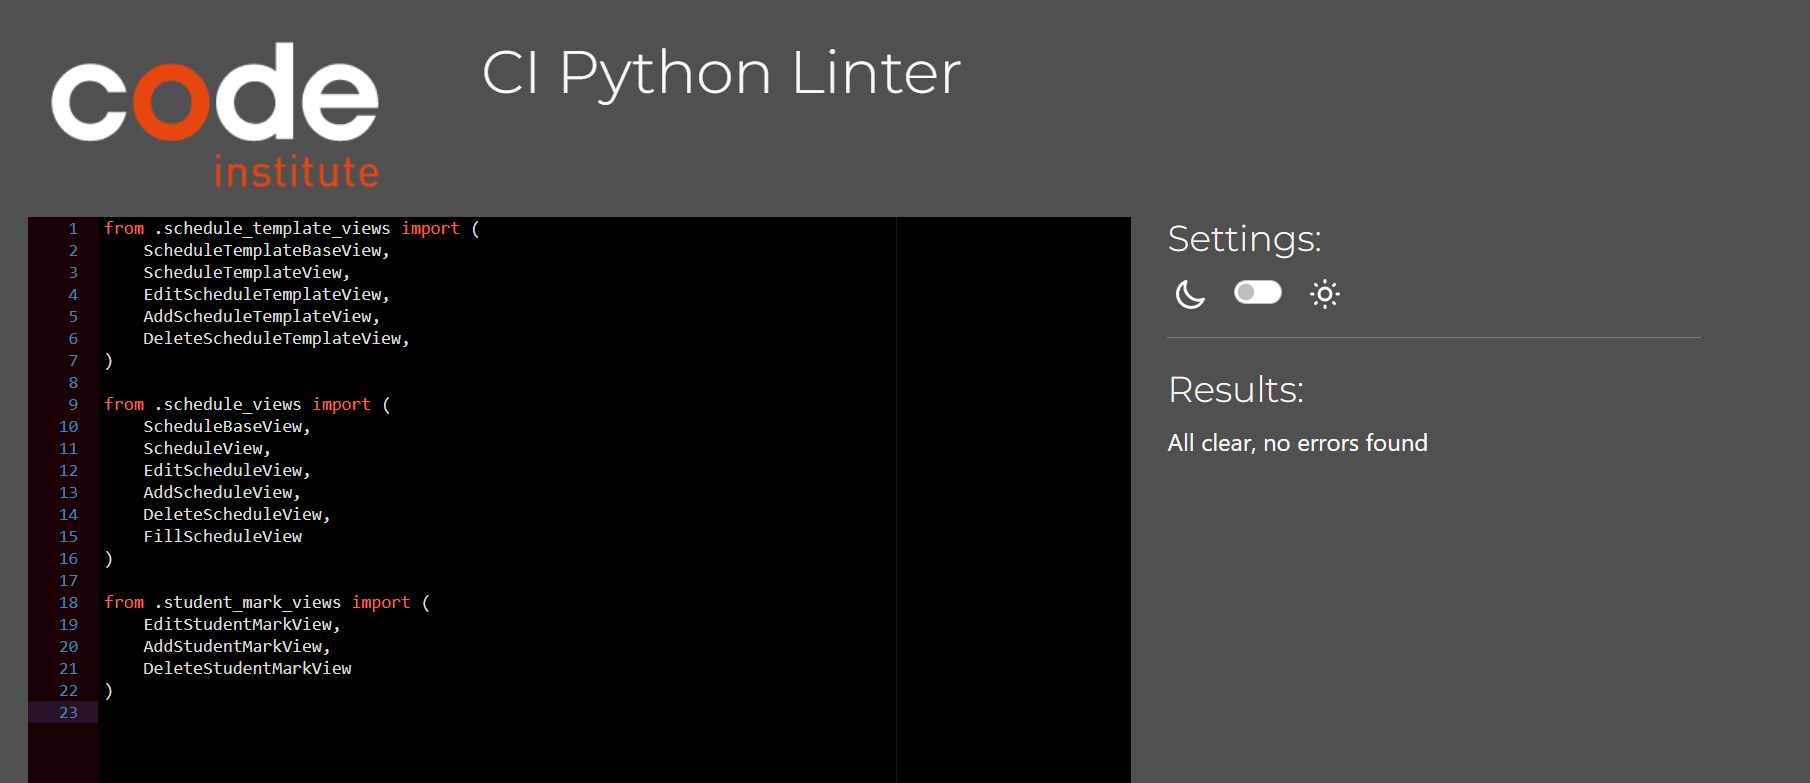 code
institute
CI Python Linter
1 from .schedule_template_views import (
2     ScheduleTemplateBaseView,
3     ScheduleTemplateView,
4     EditScheduleTemplateView,
5     AddScheduleTemplateView,
6     DeleteScheduleTemplateView,
7 )
8
9 from .schedule_views import (
10     ScheduleBaseView,
11     ScheduleView,
12     EditScheduleView,
13     AddScheduleView,
14     DeleteScheduleView,
15     FillScheduleView
16 )
17
18 from .student_mark_views import (
19     EditStudentMarkView,
20     AddStudentMarkView,
21     DeleteStudentMarkView
22 )
23
Settings:
Results:
All clear, no errors found